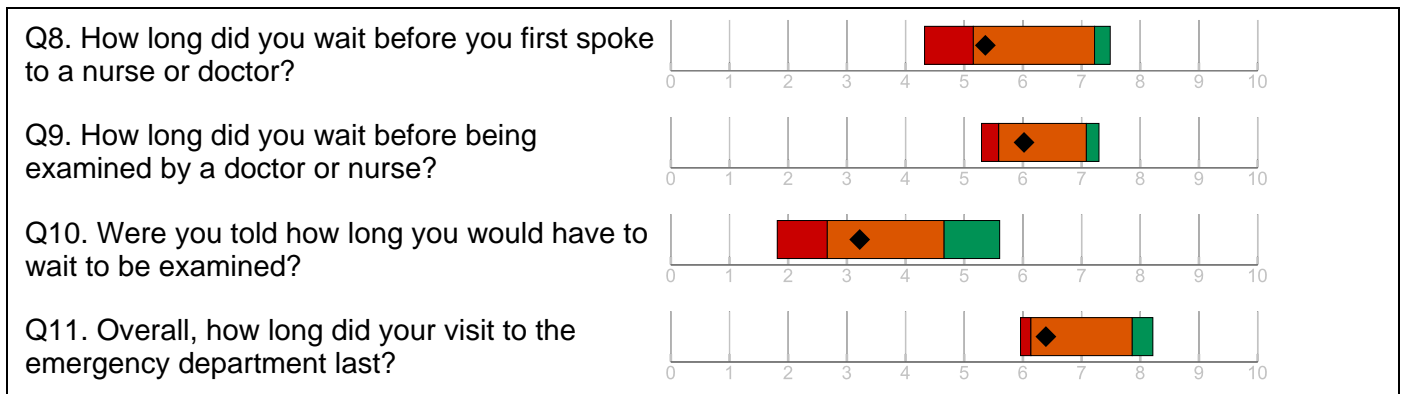 Q8. How long did you wait before you first spoke
to a nurse or doctor?
0 1 2 3 4 5 6 7 8 9 10
Q9. How long did you wait before being
examined by a doctor or nurse?
0 1 2 3 4 5 6 7 8 9 10
Q10. Were you told how long you would have to
wait to be examined?
0 1 2 3 4 5 6 7 8 9 10
Q11. Overall, how long did your visit to the
emergency department last?
0 1 2 3 4 5 6 7 8 9 10